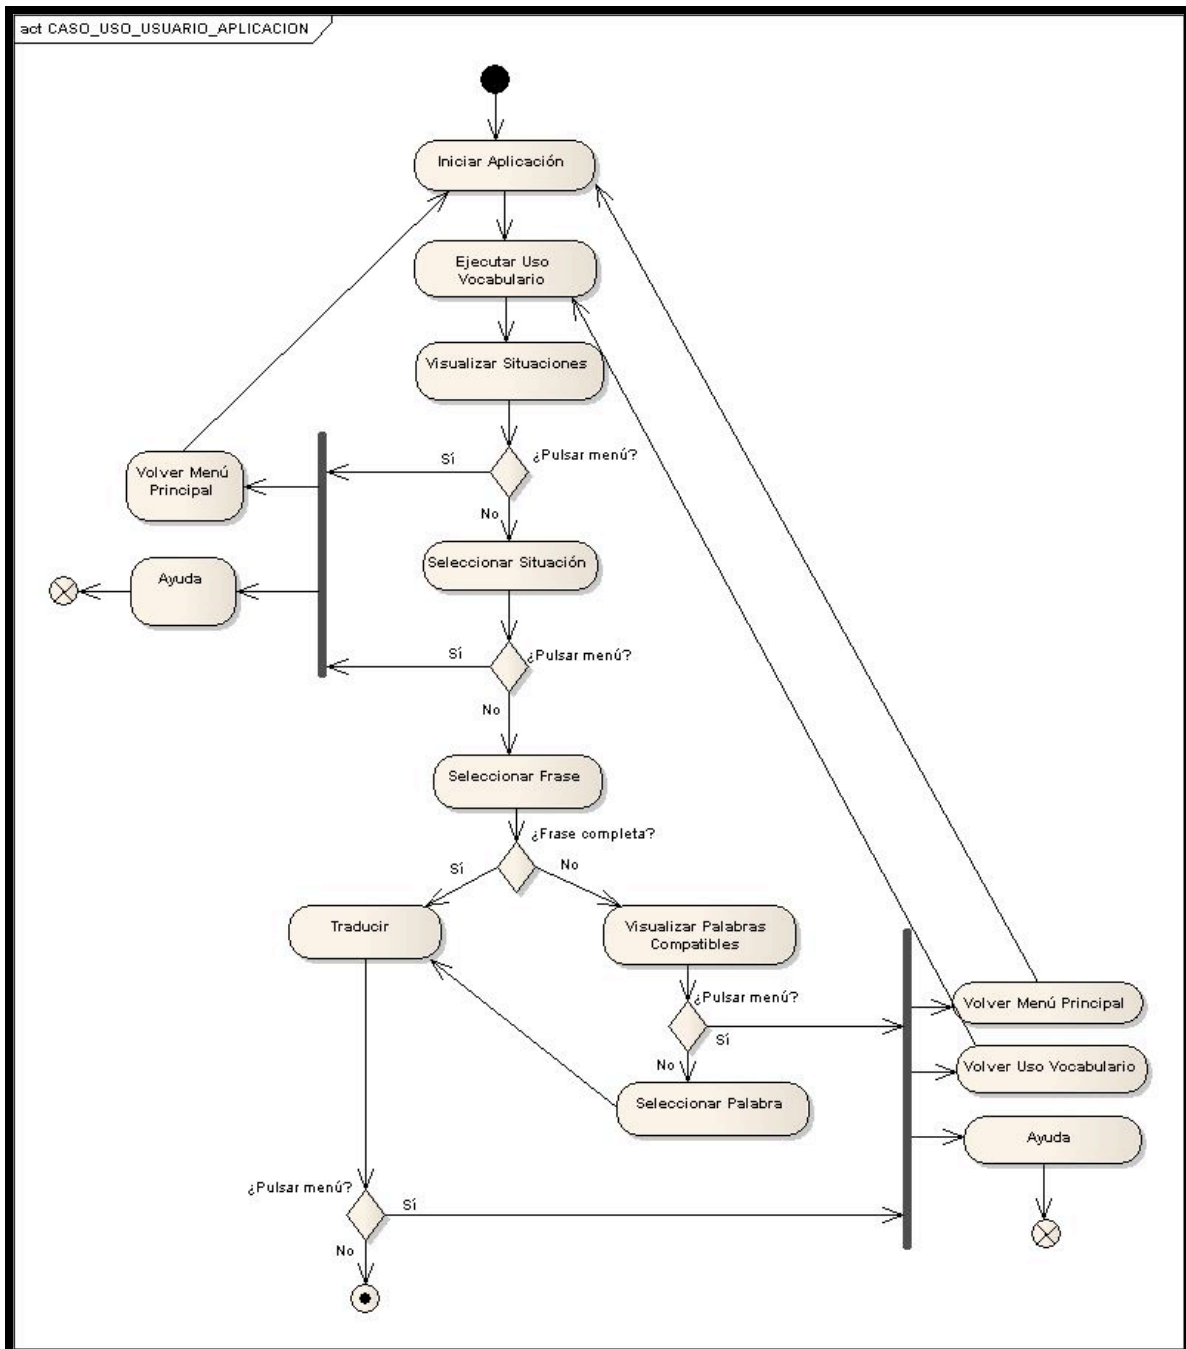 act CASO_USO_USUARIO_APLICACION
Iniciar Aplicación
Ejecutar Uso
Vocabulario
Visualizar Situaciones
¿Pulsar menú?
Sí
Volver Menú
Principal
No
Seleccionar Situación
Ayuda
¿Pulsar menú?
Sí
No
Seleccionar Frase
¿Frase completa?
Sí
No
Traducir
Visualizar Palabras
Compatibles
¿Pulsar menú?
Sí
No
Volver Menú Principal
Volver Uso Vocabulario
Seleccionar Palabra
Ayuda
¿Pulsar menú?
Sí
No